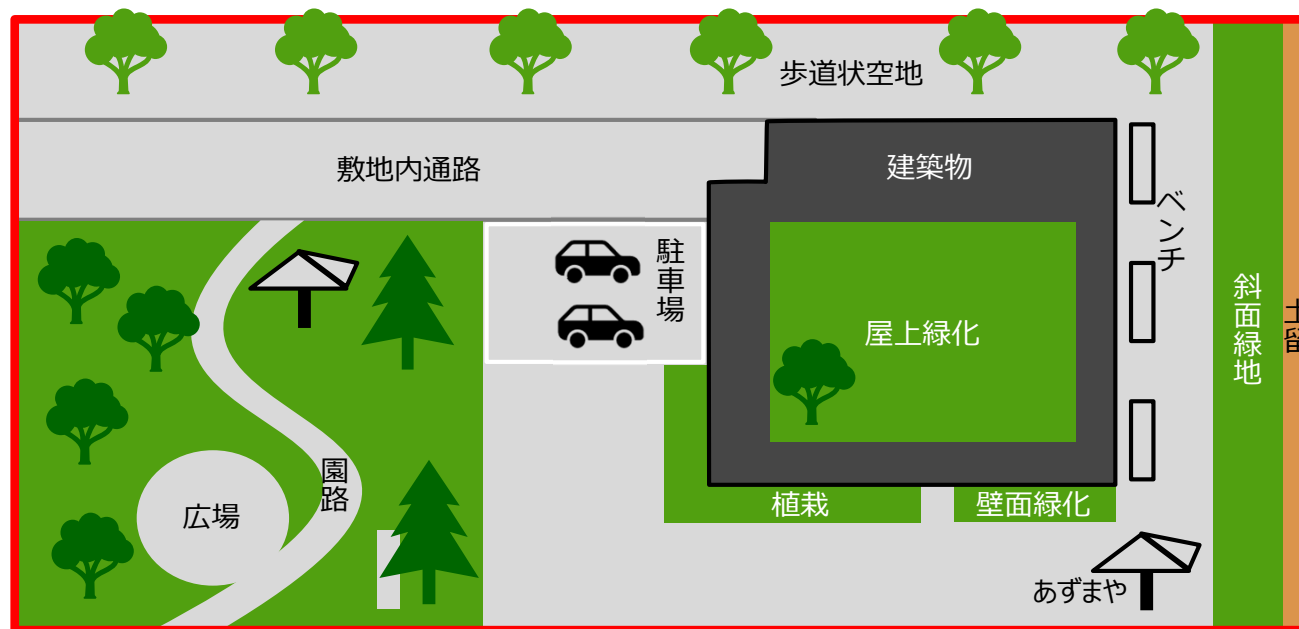 歩道状空地
敷地内通路
建築物
ベンチ
駐車場
斜面緑地
屋上緑化
園路
広場
植栽
壁面緑化
あずまや